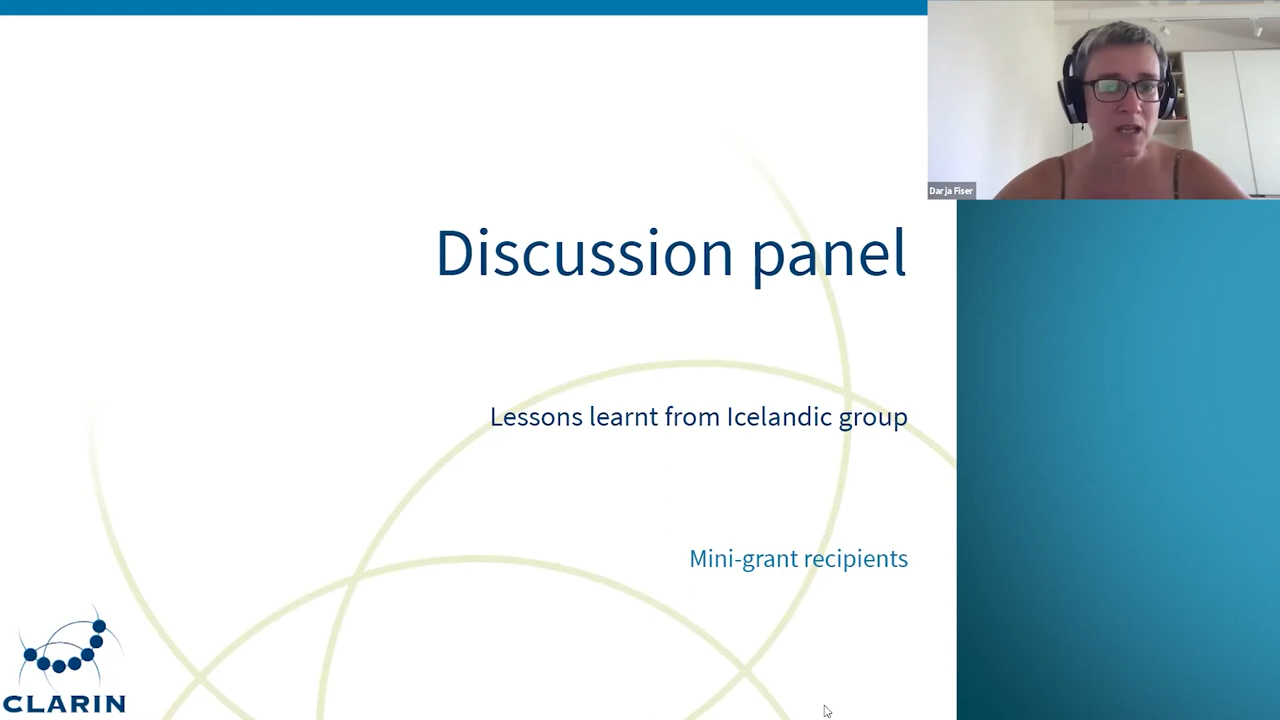 Darja Fiser
Discussion panel
Lessons learnt from Icelandic group
Mini-grant recipients
CLARIN